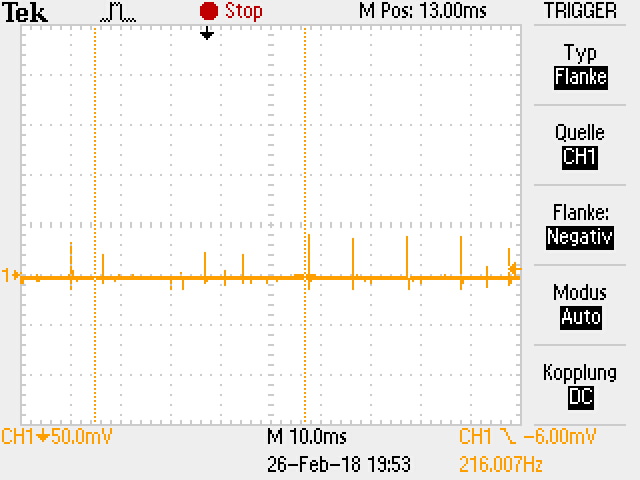 Tek Stop M Pos: 13.00ms TRIGGER
Typ
Flanke
Quelle
CH1
Flanke:
Negativ
Modus
Auto
Kopplung
DC
1
CH1 50.0mV M 10.0ms CH1 -6.00mV
26-Feb-18 19:53 216.007Hz